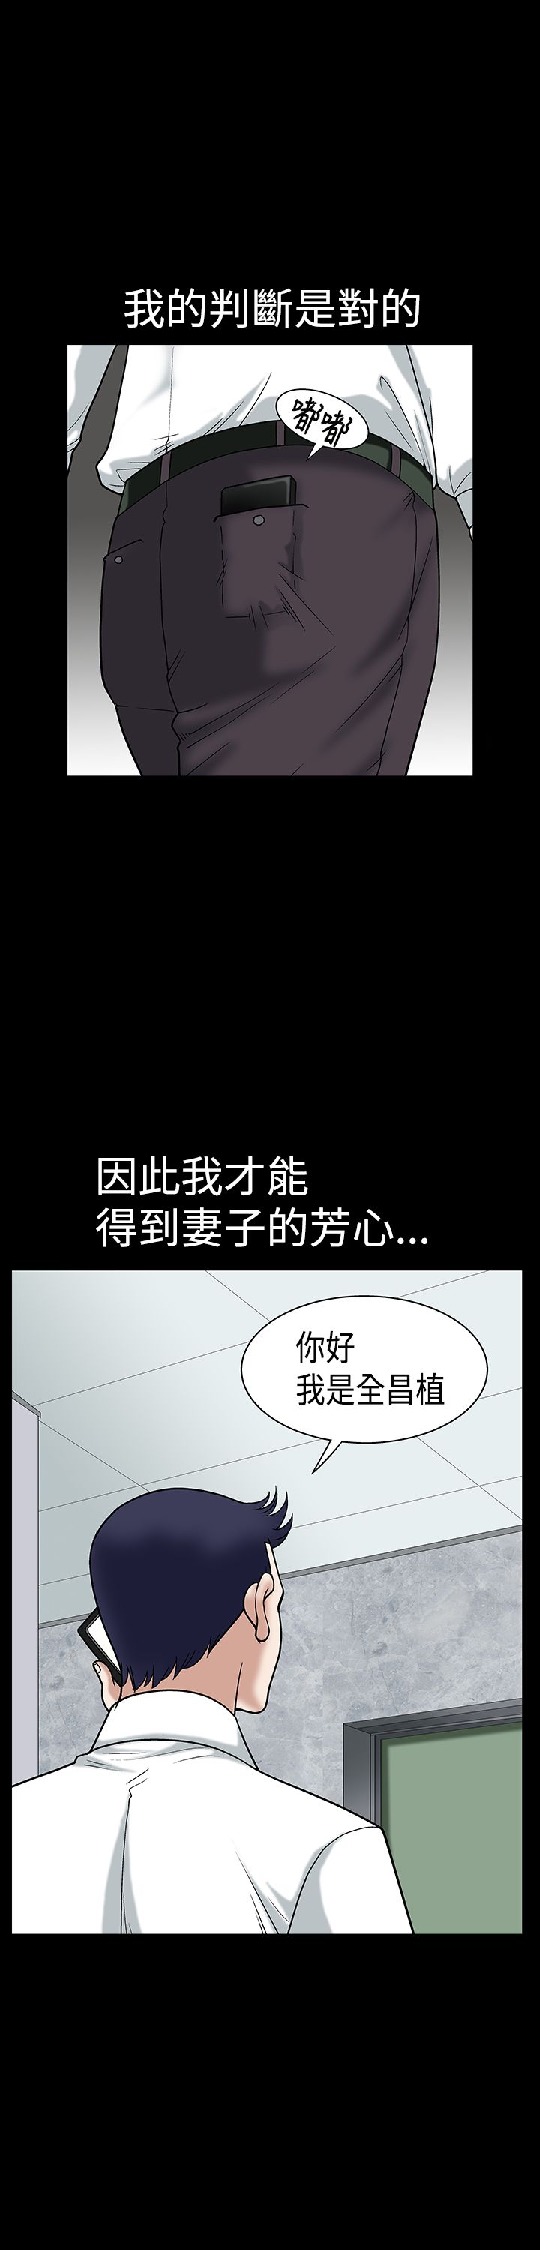 我的判斷是對的
嘟嘟
因此我才能
得到妻子的芳心...
你好
我是全昌植